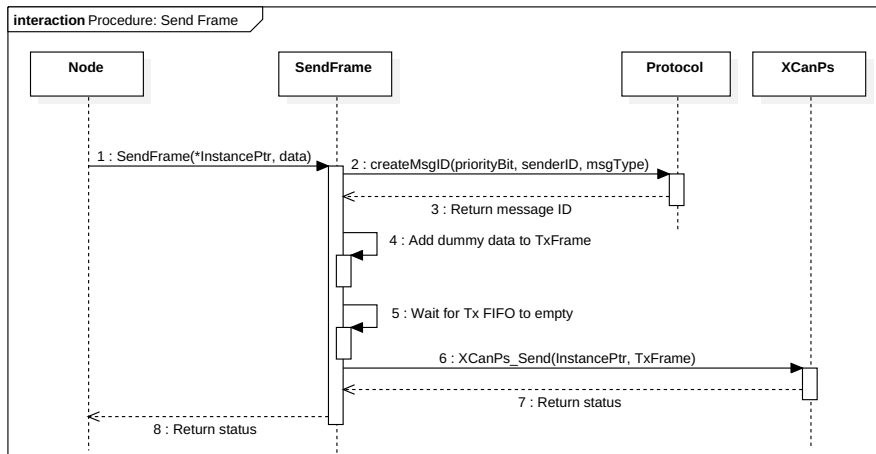 interaction Procedure: Send Frame
Node
SendFrame
Protocol
XCanPs
1 : SendFrame(*InstancePtr, data)
2 : createMsgID(priorityBit, senderID, msgType)
3 : Return message ID
4 : Add dummy data to TxFrame
5 : Wait for Tx FIFO to empty
6 : XCanPs_Send(InstancePtr, TxFrame)
7 : Return status
8 : Return status